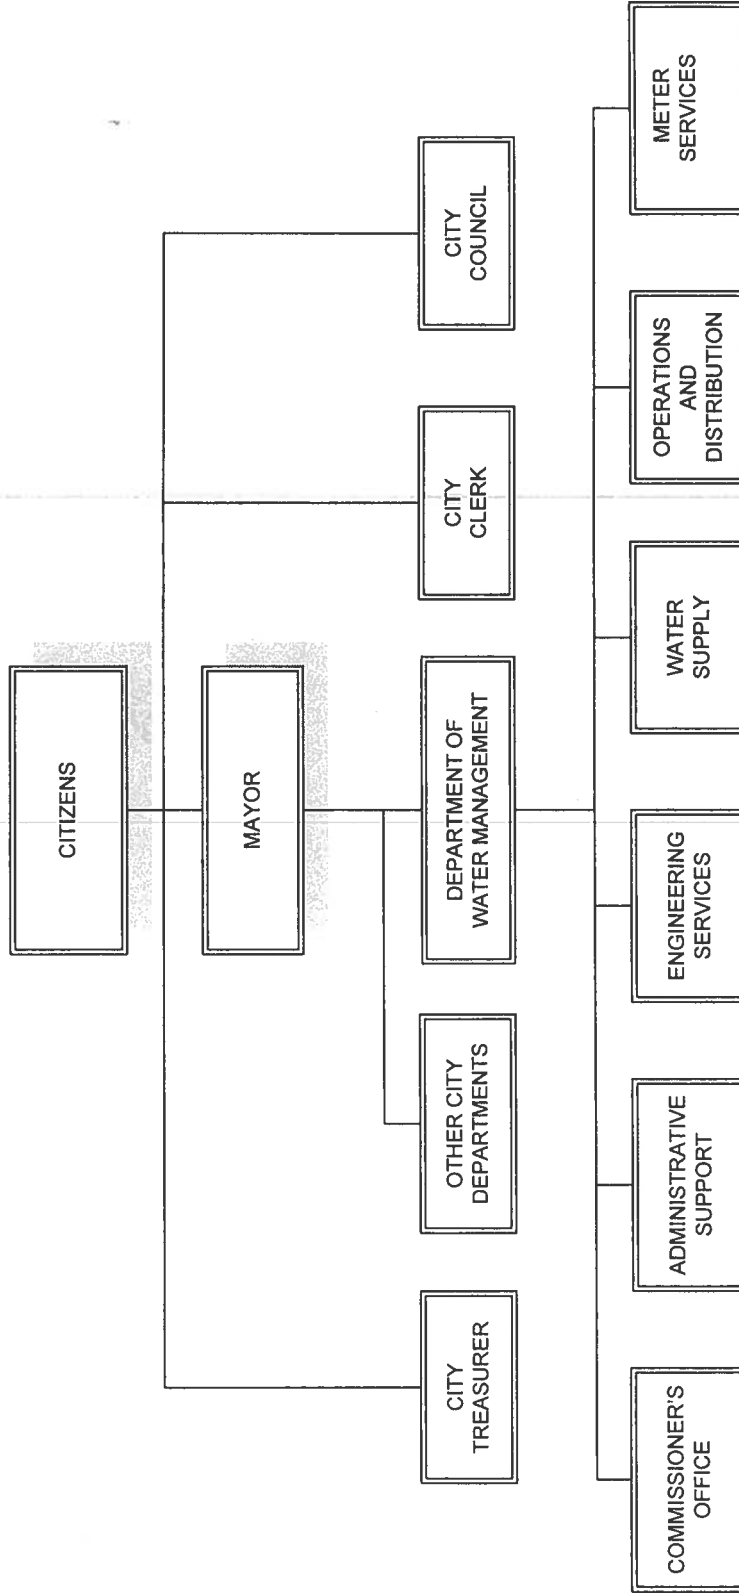 CITIZENS
MAYOR
CITY
TREASURER
OTHER CITY
DEPARTMENTS
DEPARTMENT OF
WATER MANAGEMENT
CITY
CLERK
CITY
COUNCIL
COMMISSIONER'S
OFFICE
ADMINISTRATIVE
SUPPORT
ENGINEERING
SERVICES
WATER
SUPPLY
OPERATIONS
AND
DISTRIBUTION
METER
SERVICES